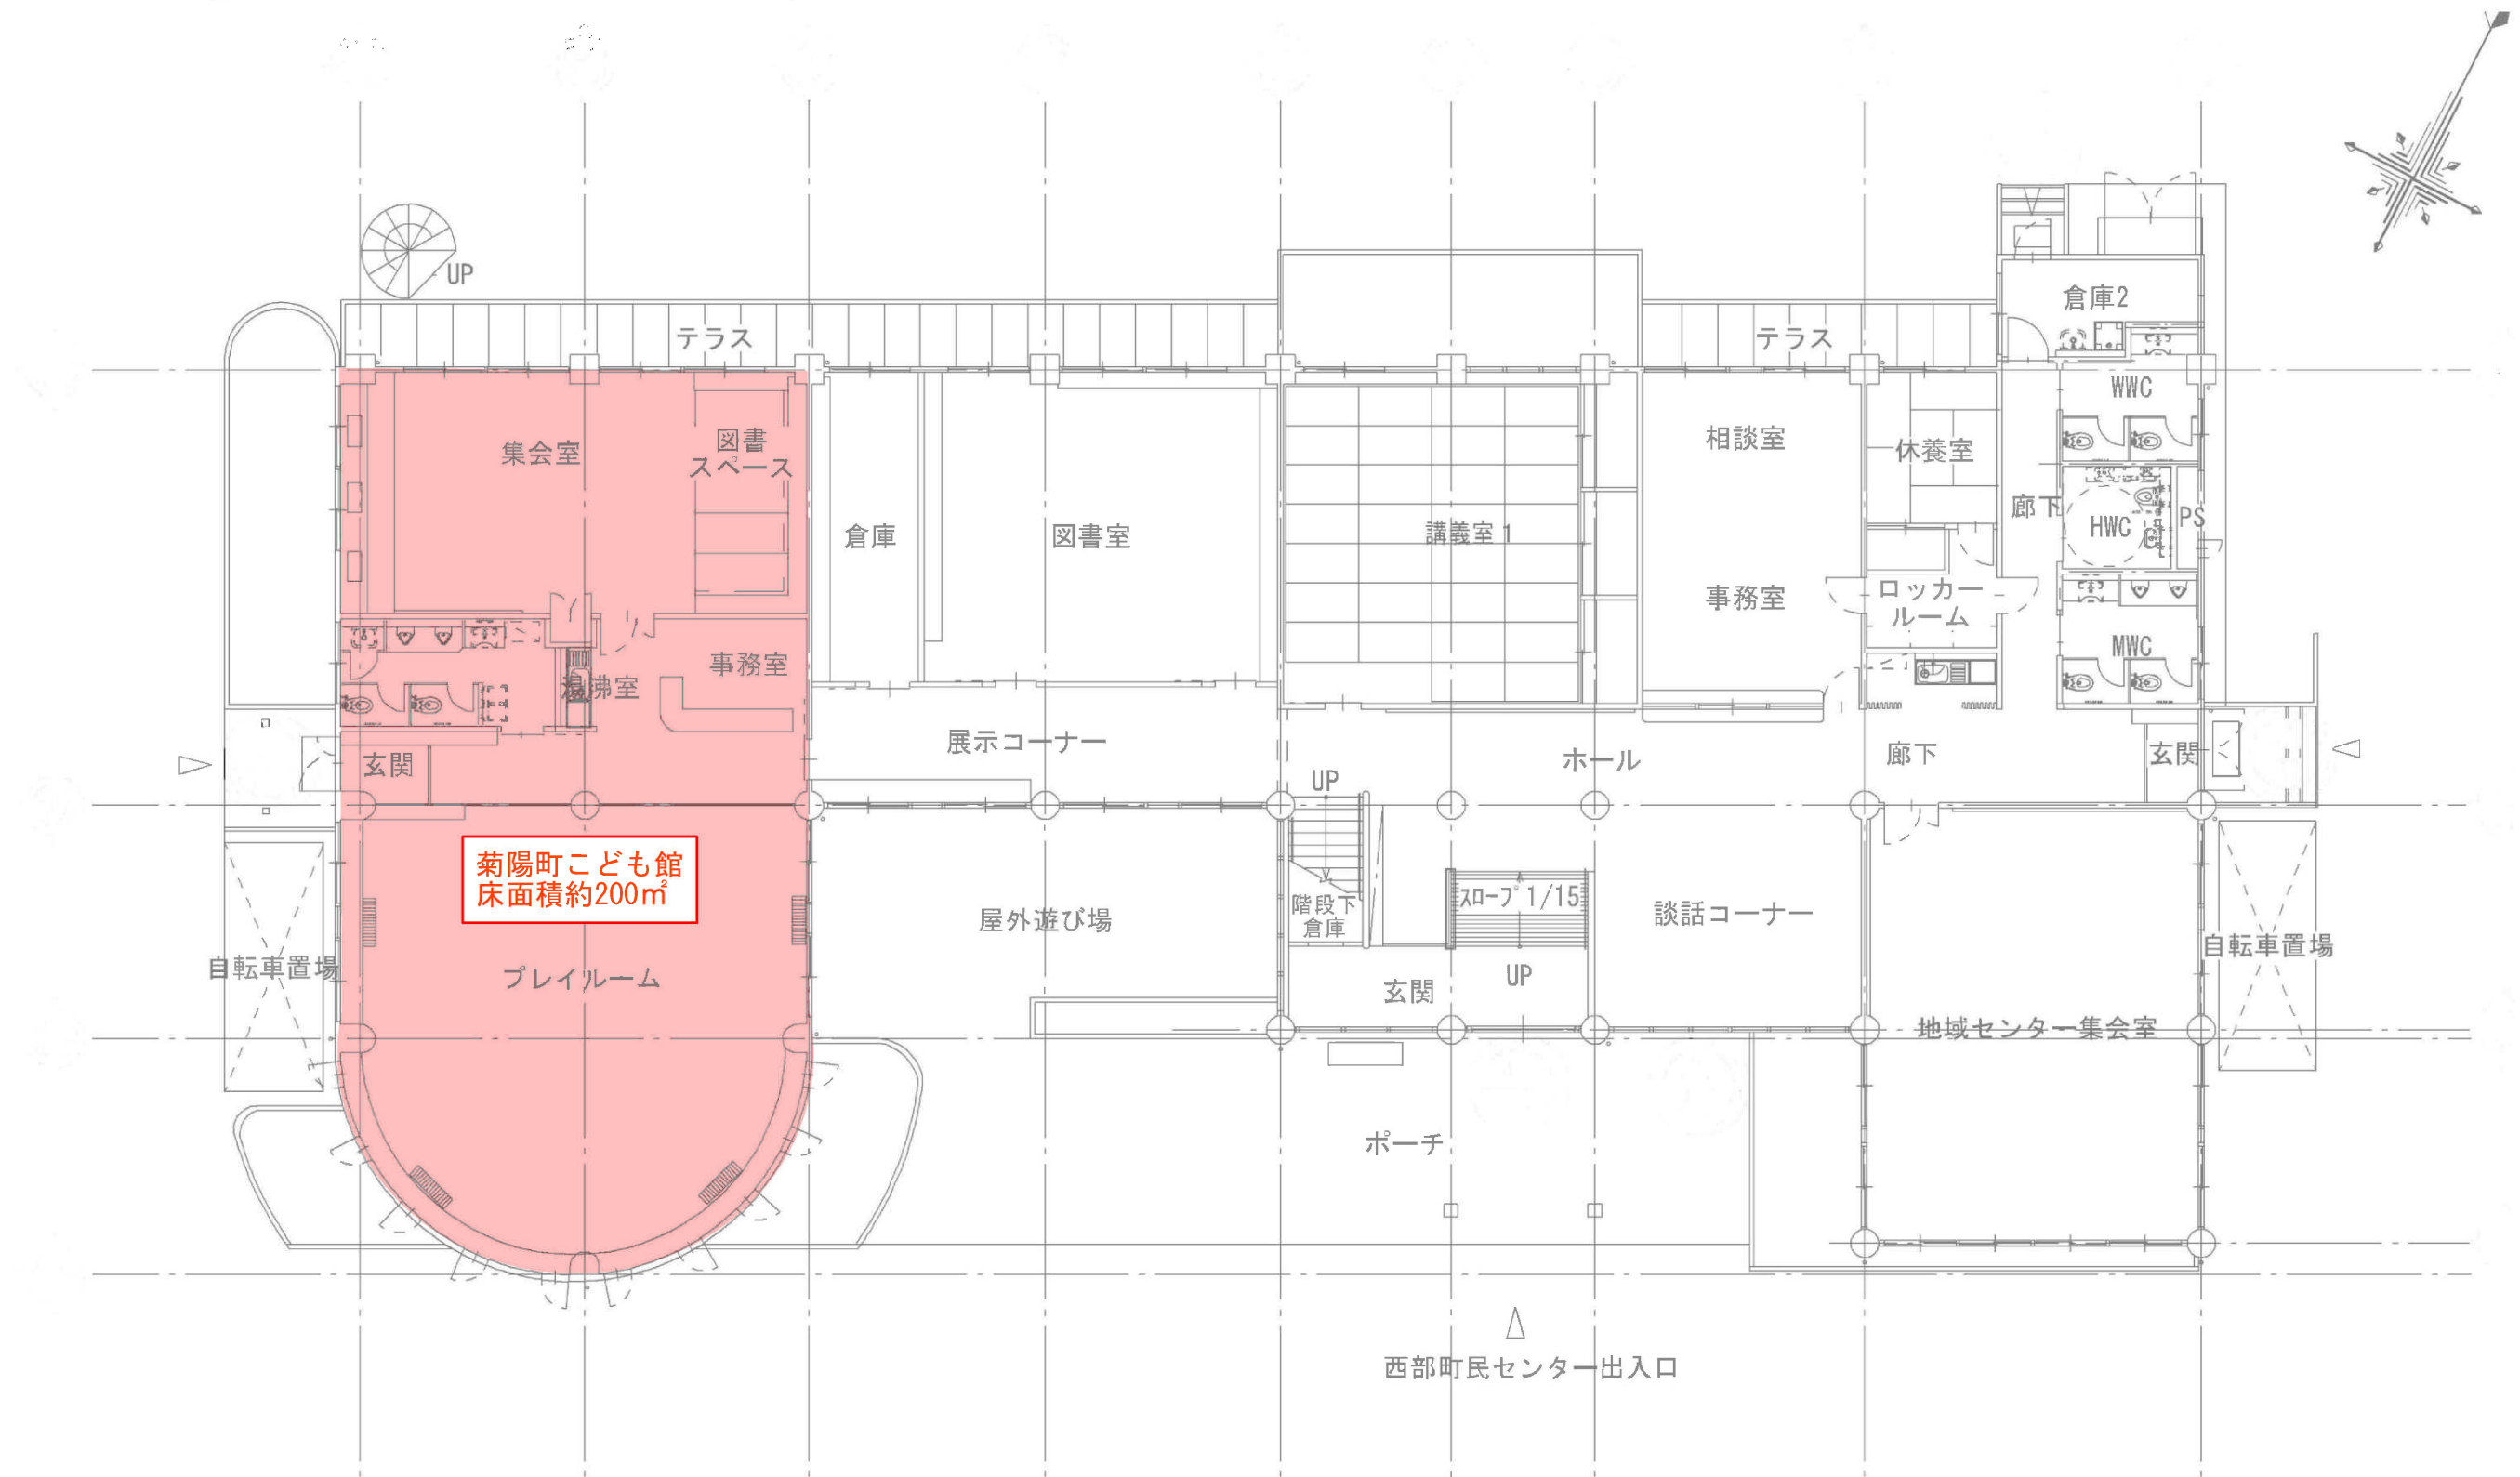 UP
テラス
テラス
倉庫2
WWC
集会室
図書
スペース
相談室
休養室
廊下
HWC
PS
倉庫
図書室
講義室1
事務室
ロッカー
ルーム
MWC
事務室
湯沸室
玄関
展示コーナー
ホール
廊下
玄関
UP
菊陽町こども館
床面積約200㎡
階段下
倉庫
スロープ 1/15
談話コーナー
屋外遊び場
自転車置場
プレイルーム
玄関
UP
自転車置場
地域センター集会室
ポーチ
西部町民センター出入口